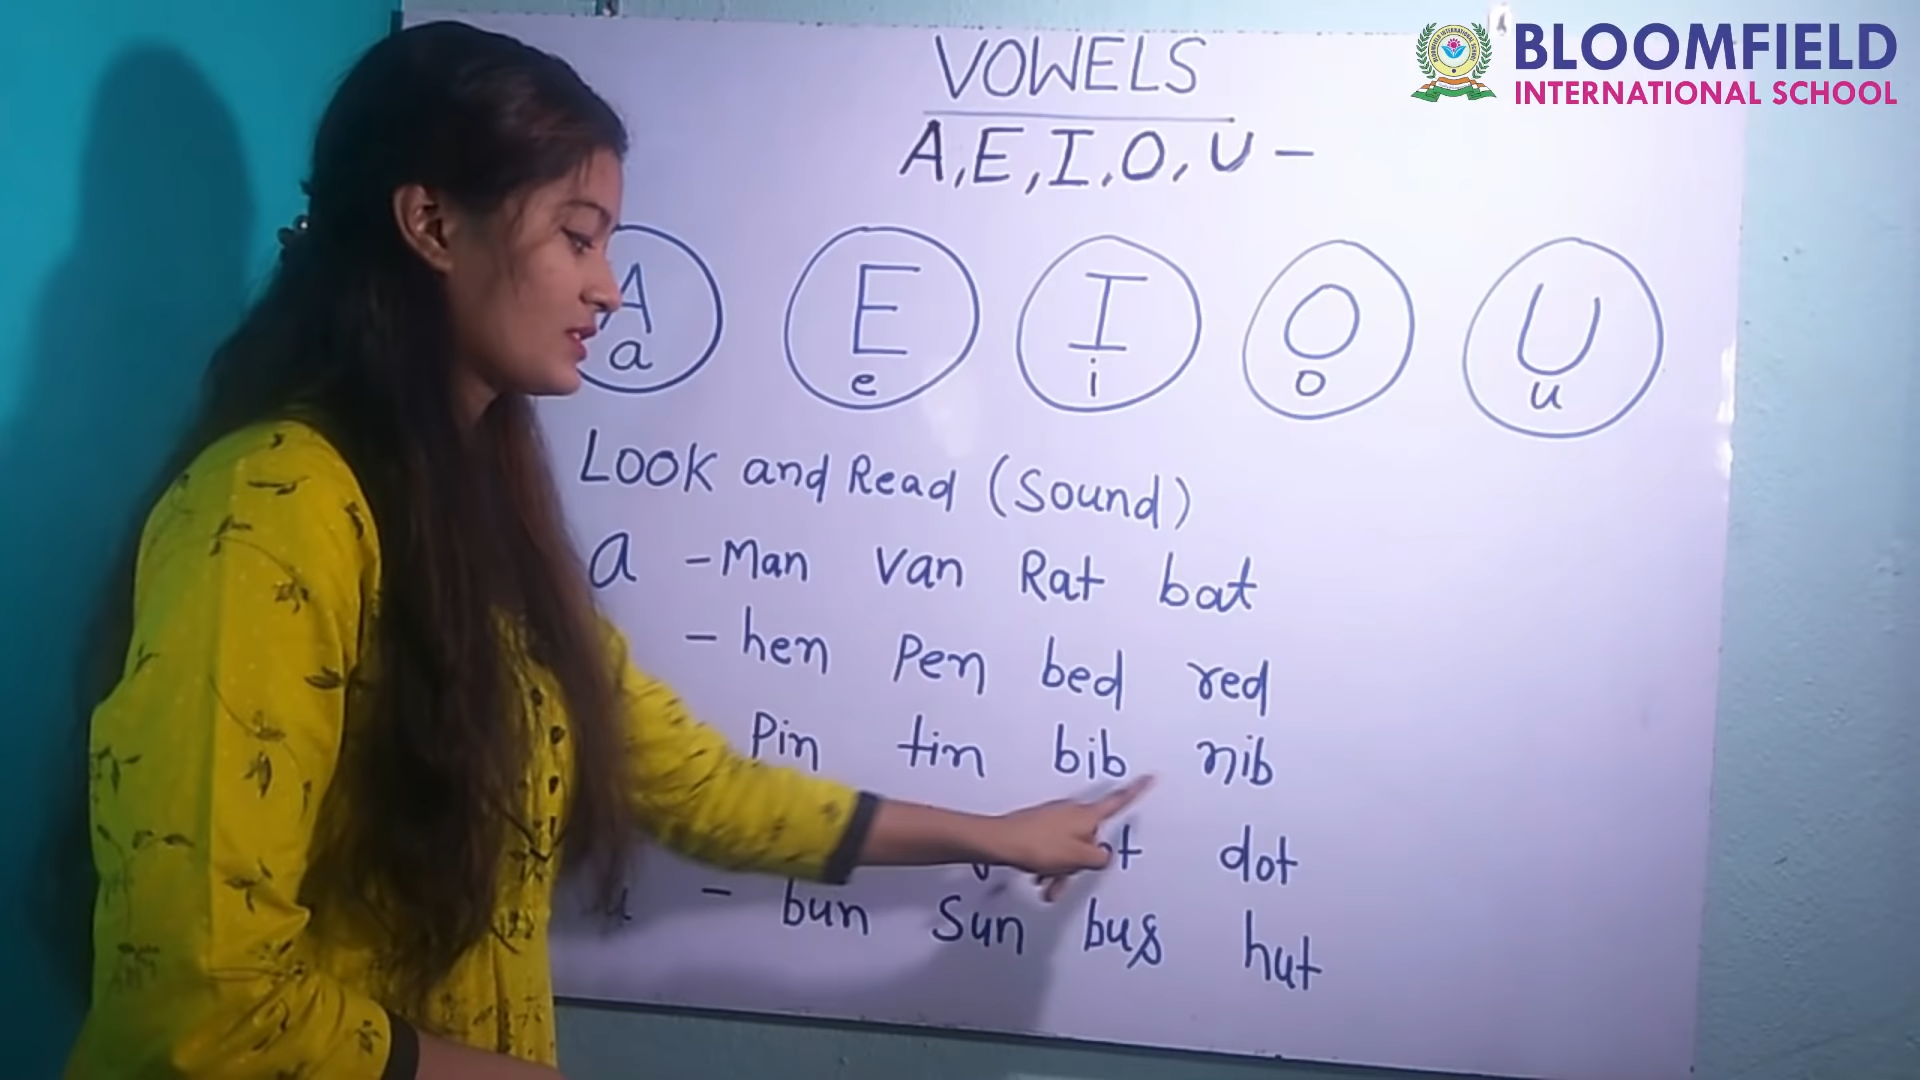 BLOOMFIELD
INTERNATIONAL SCHOOL
VOWELS
A, E, I, O, U -
A E I O U
a e i o u
LOOK and Read (Sound)
a - Man van Rat bat
- hen Pen bed red
Pin tin bib nib
dot
u - bun Sun bus hut